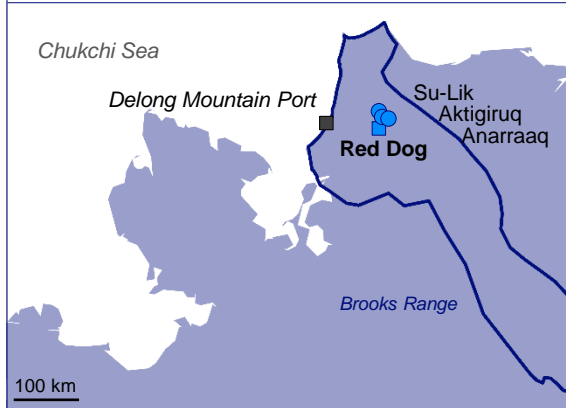 Chukchi Sea
Delong Mountain Port
Su-Lik
Aktigiruq
Anarraaq
Red Dog
Brooks Range
100 km